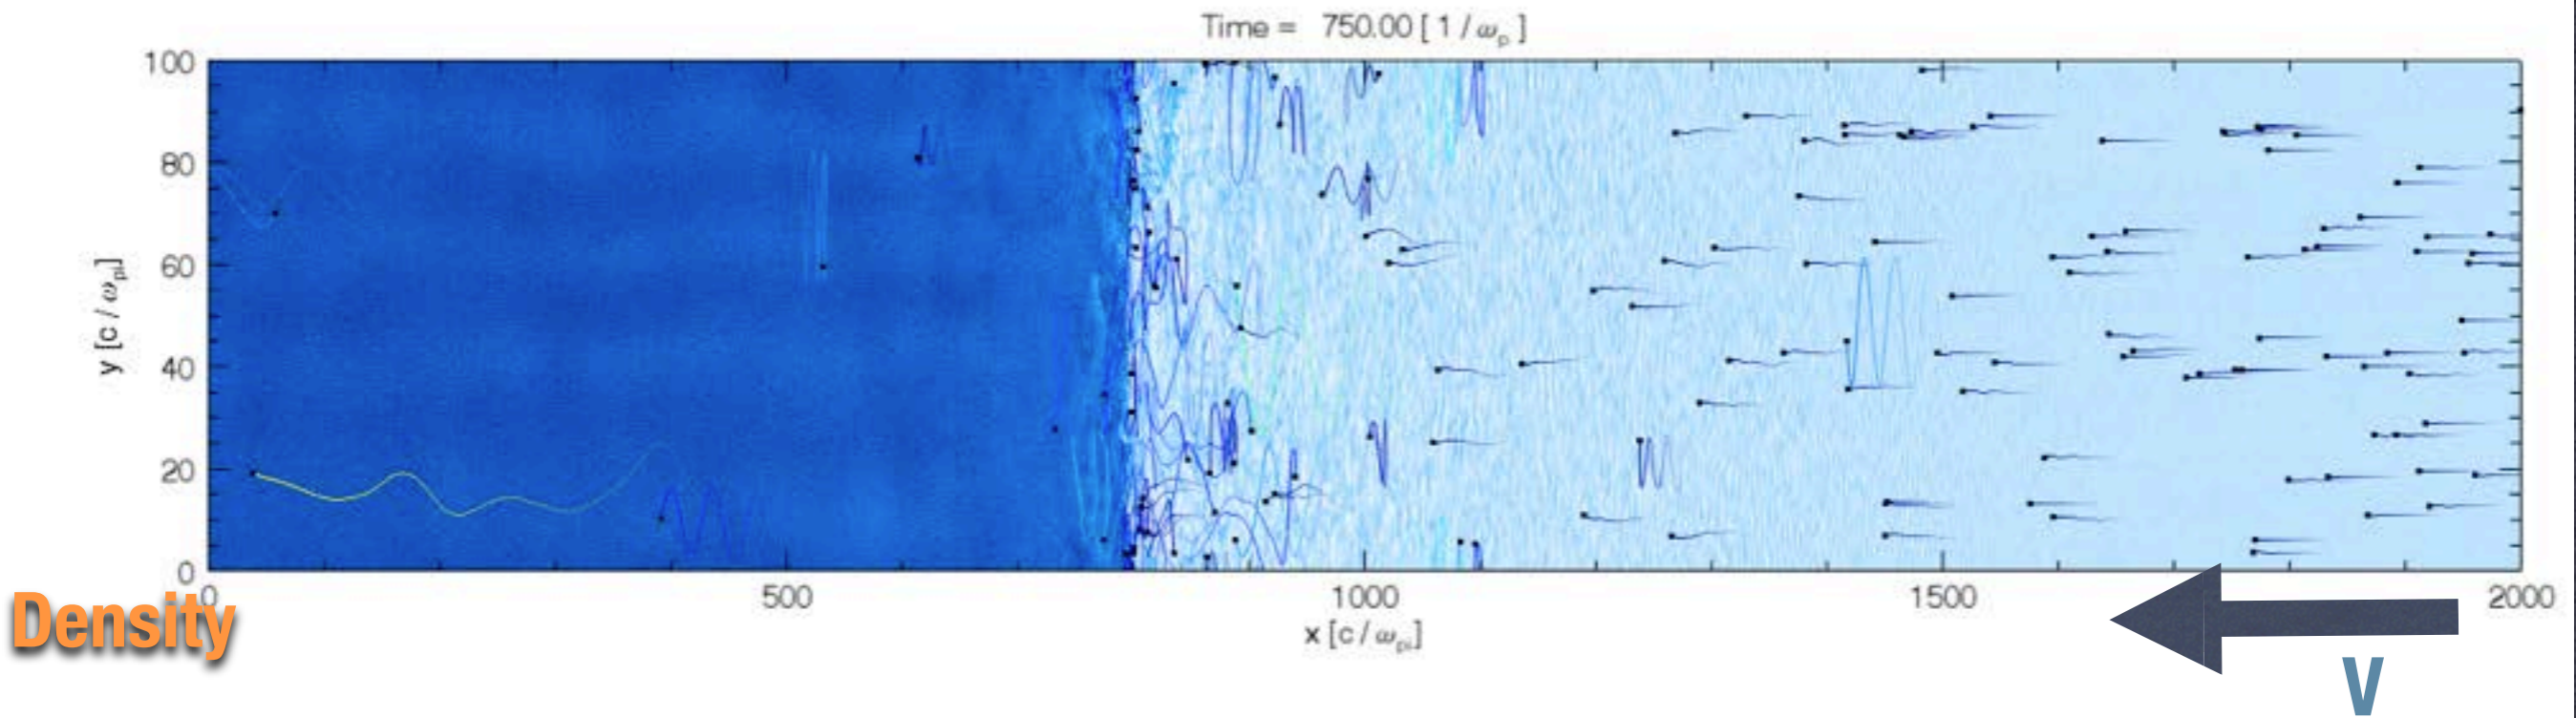 Time = 750.00 [ 1 / ωp ]
100
80
60
40
20
0
y [c / ωpi]
0 500 1000 1500 2000
x [c / ωpi]
Density
V